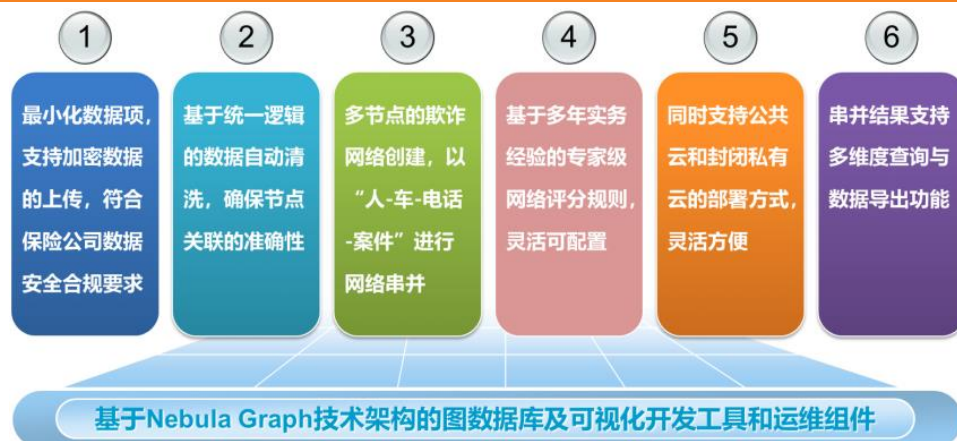 1
2
3
4
5
6
最小化数据项，
支持加密数据
的上传，符合
保险公司数据
安全合规要求
基于统一逻辑
的数据自动清
洗，确保节点
关联的准确性
多节点的欺诈
网络创建，以
“人-车-电话
-案件”进行
网络串并
基于多年实务
经验的专家级
网络评分规则，
灵活可配置
同时支持公共
云和封闭私有
云的部署方式，
灵活方便
串并结果支持
多维度查询与
数据导出功能
基于Nebula Graph技术架构的图数据库及可视化开发工具和运维组件